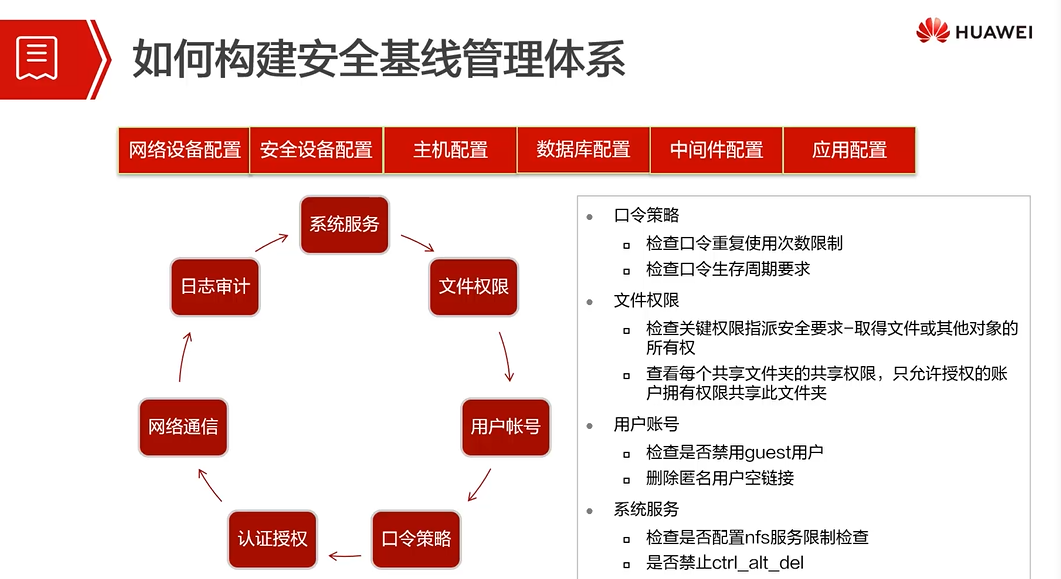 HUAWEI
如何构建安全基线管理体系
网络设备配置
安全设备配置
主机配置
数据库配置
中间件配置
应用配置
系统服务
文件权限
用户帐号
口令策略
认证授权
网络通信
日志审计
口令策略
检查口令重复使用次数限制
检查口令生存周期要求
文件权限
检查关键权限指派安全要求-取得文件或其他对象的
所有权
查看每个共享文件夹的共享权限，只允许授权的账
户拥有权限共享此文件夹
用户账号
检查是否禁用guest用户
删除匿名用户空链接
系统服务
检查是否配置nfs服务限制检查
是否禁止ctrl_alt_del